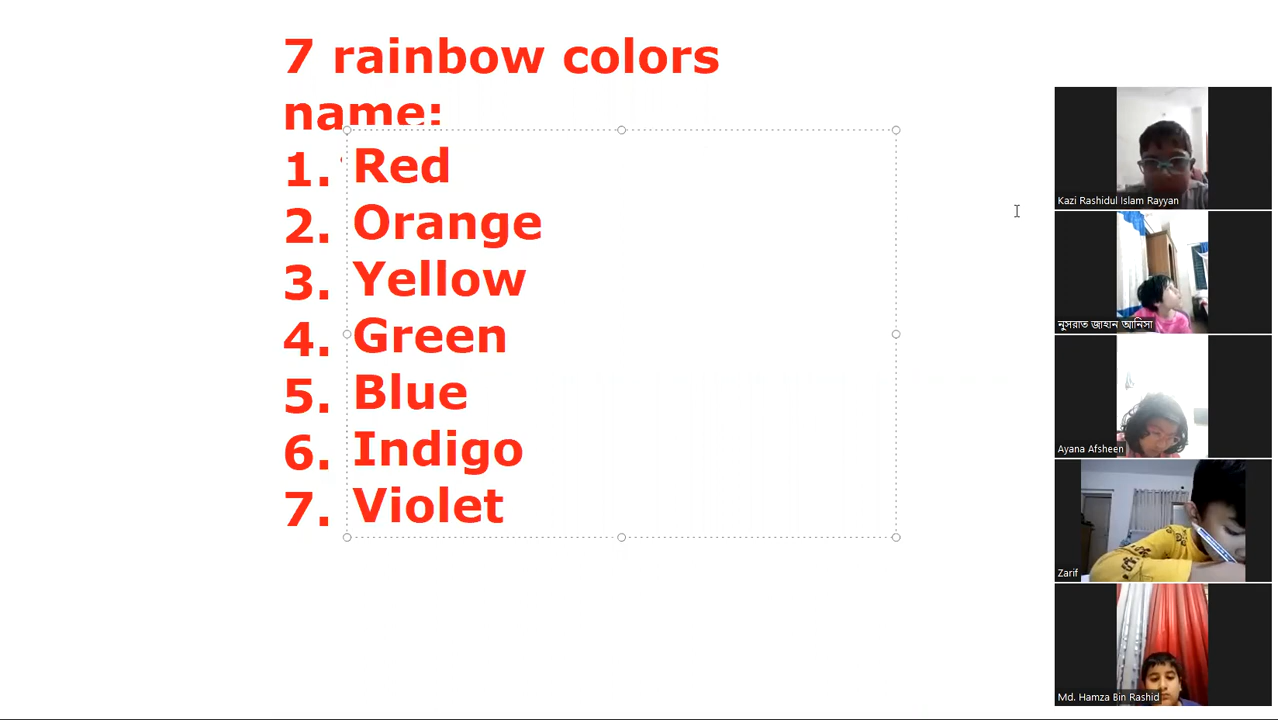 7 rainbow colors
name:
1. Red
2. Orange
3. Yellow
4. Green
5. Blue
6. Indigo
7. Violet
Kazi Rashidul Islam Rayyan
নুসরাত জাহান আনিসা
Ayana Afsheen
Zarif
Md. Hamza Bin Rashid